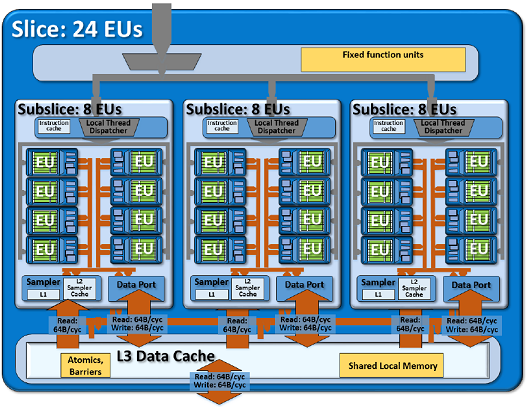 Slice: 24 EUs
Fixed function units
Subslice: 8 EUs
Subslice: 8 EUs
Subslice: 8 EUs
Instruction
cache
Local Thread
Dispatcher
Instruction
cache
Local Thread
Dispatcher
Instruction
cache
Local Thread
Dispatcher
EU EU EU EU EU EU
EU EU EU EU EU EU
EU EU EU EU EU EU
EU EU EU EU EU EU
Sampler
L1
L2
Sampler
Cache
Data Port
Sampler
L1
L2
Sampler
Cache
Data Port
Sampler
L1
L2
Sampler
Cache
Data Port
Read:
64B/cyc
Read: 64B/cyc
Write: 64B/cyc
Read:
64B/cyc
Read: 64B/cyc
Write: 64B/cyc
Read:
64B/cyc
Read: 64B/cyc
Write: 64B/cyc
Atomics,
Barriers
L3 Data Cache
Shared Local Memory
Read: 64B/cyc
Write: 64B/cyc